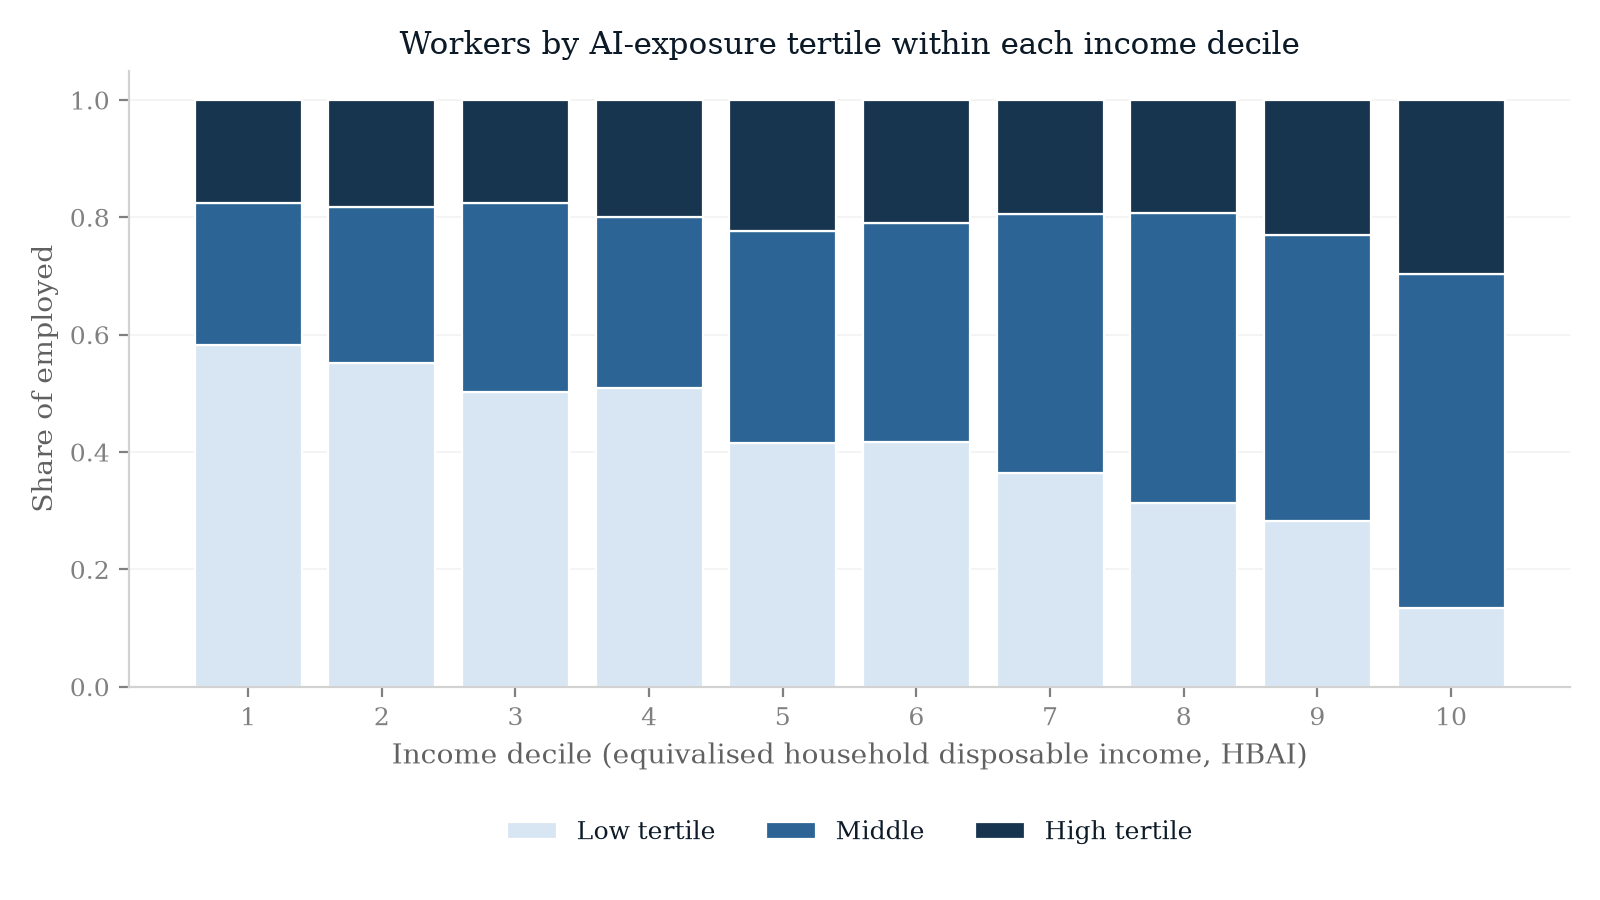 Workers by AI-exposure tertile within each income decile
Share of employed
1.0
0.8
0.6
0.4
0.2
0.0
1 2 3 4 5 6 7 8 9 10
Income decile (equivalised household disposable income, HBAI)
Low tertile Middle High tertile